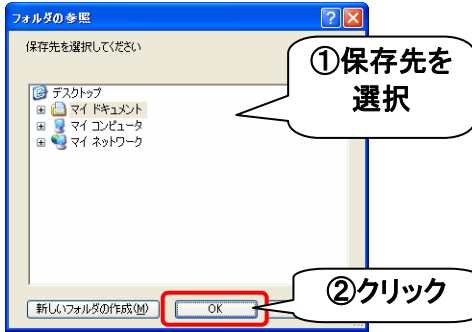 フォルダの参照
保存先を選択してください
①保存先を
選択
デスクトップ
マイ ドキュメント
マイ コンピュータ
マイ ネットワーク
新しいフォルダの作成(M)
OK
②クリック